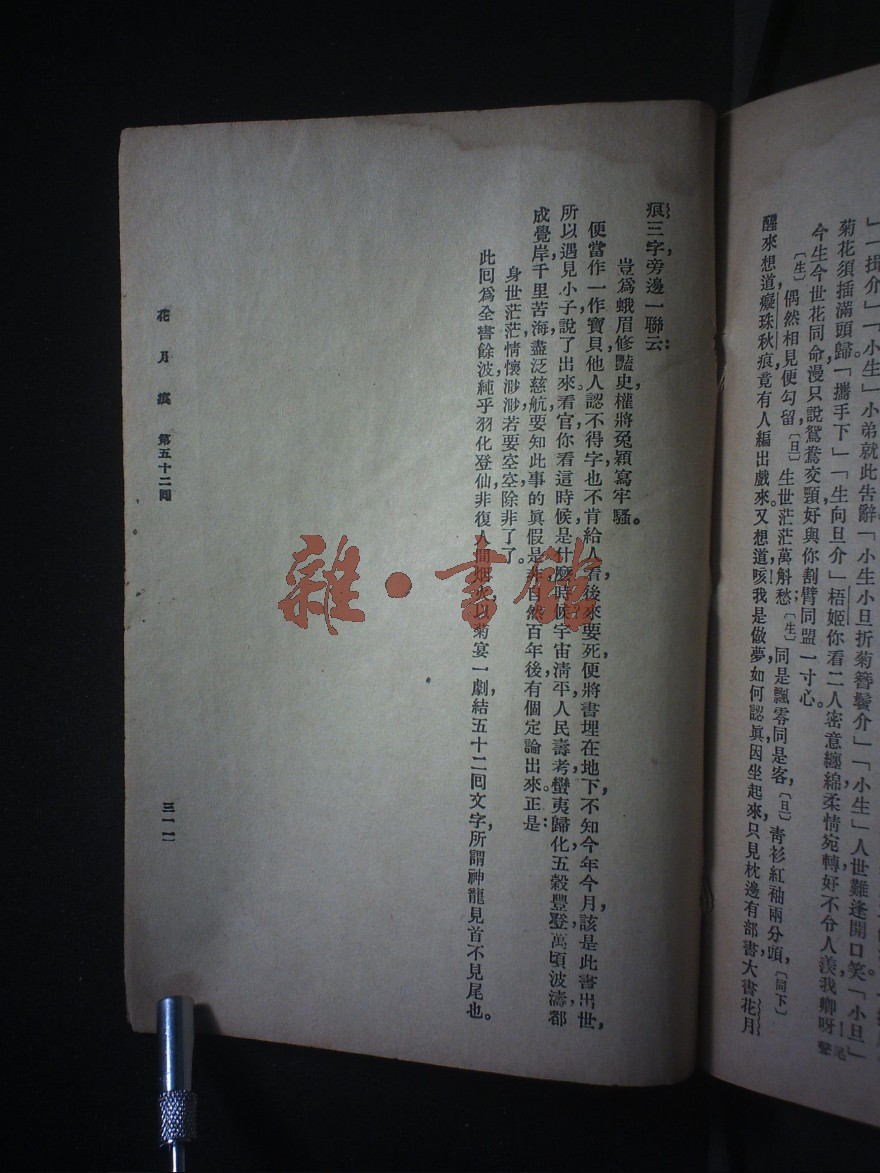 」「一揖介」「小生」小弟就此告辭「小生小旦折菊簪鬢介」「小生」人世難逢開口笑,「小旦」
菊花須插滿頭歸。「攜手下」「生向旦介」梧姬你看二人密意纏綿,柔情宛轉,好不令人羨我卿呀!尾聲
今生今世花同命,漫只說鴛鴦交頸,好與你割臂同盟一寸心。
〔生〕偶然相見便勾留,〔旦〕生世茫茫萬斛愁;〔生〕同是飄零同是客,〔旦〕靑衫紅袖兩分頭,〔同下〕
醒來想道,癡珠秋痕,竟有人編出戲來。又想道,咳!我是做夢,如何認眞,因坐起來,只見枕邊有部書,大書花月
痕三字,旁邊一聯云:
豈爲蛾眉修豔史,權將兔穎寫牢騷。
便當作一作寶貝,他人認不得字,也不肯給人看,後來要死,便將書埋在地下,不知今年今月,該是此書出世,
所以遇見小子,說了出來。看官你看這時候,是什麼時候?宇宙淸平,人民壽考,蠻夷歸化,五穀豐登,萬頃波濤,都
成覺岸,千里苦海,盡泛慈航,要知此事的眞假是非,自然百年後,有個定論出來。正是:
身世茫茫,情懷渺渺,若要空空,除非了了。
此囘爲全書餘波,純乎羽化登仙,非復人間烟火,以菊宴一劇,結五十二囘文字,所謂神龍見首不見尾也。
花月痕 第五十二囘
三一一
雜·書館